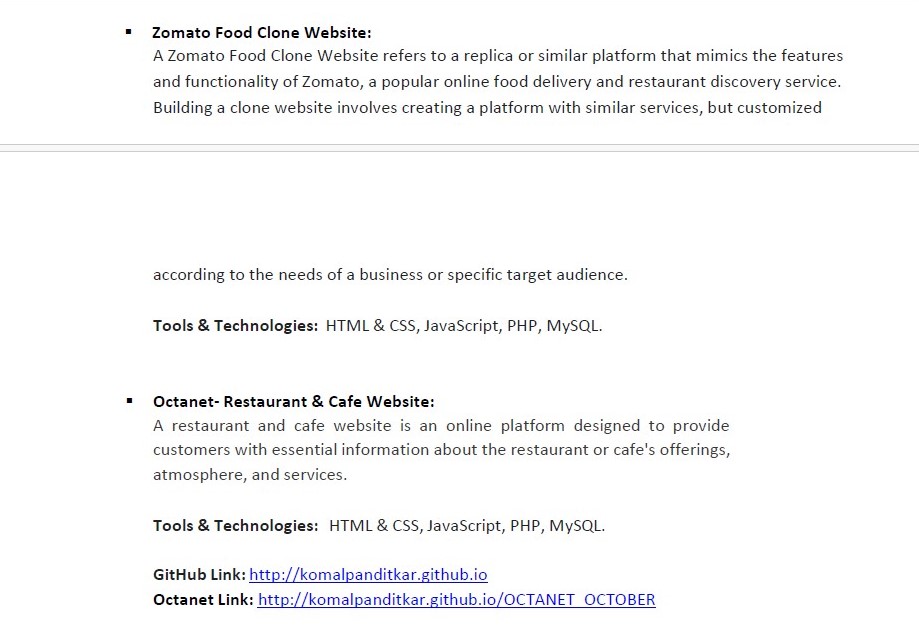 ▪ Zomato Food Clone Website:
A Zomato Food Clone Website refers to a replica or similar platform that mimics the features
and functionality of Zomato, a popular online food delivery and restaurant discovery service.
Building a clone website involves creating a platform with similar services, but customized
according to the needs of a business or specific target audience.
Tools & Technologies: HTML & CSS, JavaScript, PHP, MySQL.
▪ Octanet- Restaurant & Cafe Website:
A restaurant and cafe website is an online platform designed to provide
customers with essential information about the restaurant or cafe's offerings,
atmosphere, and services.
Tools & Technologies: HTML & CSS, JavaScript, PHP, MySQL.
GitHub Link: http://komalpanditkar.github.io
Octanet Link: http://komalpanditkar.github.io/OCTANET_OCTOBER